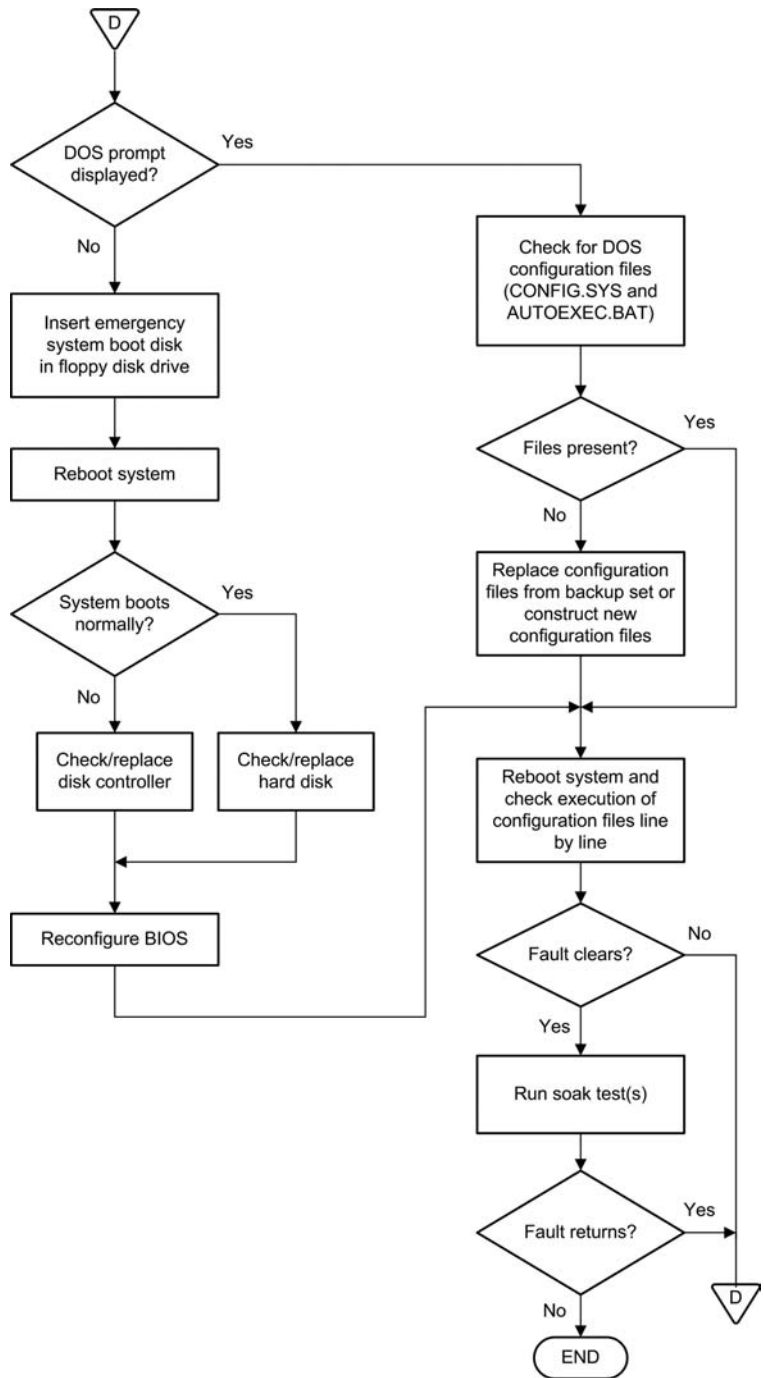 D
DOS prompt
displayed?
Yes
No
Insert emergency
system boot disk
in floppy disk drive
Reboot system
System boots
normally?
Yes
No
Check/replace
disk controller
Check/replace
hard disk
Reconfigure BIOS
Check for DOS
configuration files
(CONFIG.SYS and
AUTOEXEC.BAT)
Files present?
Yes
No
Replace configuration
files from backup set or
construct new
configuration files
Reboot system and
check execution of
configuration files line
by line
Fault clears?
No
Yes
Run soak test(s)
Fault returns?
Yes
No
D
END